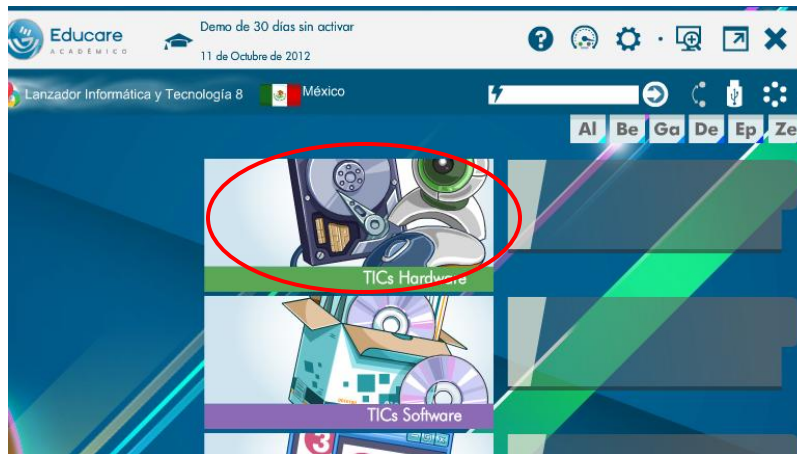 Educare
ACADÉMICO
Demo de 30 días sin activar
11 de Octubre de 2012
Lanzador Informática y Tecnología 8
México
Al Be Ga De Ep Ze
TICs Hardware
TICs Software
3